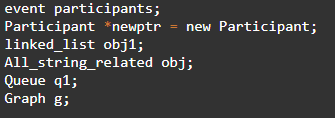 event participants;
Participant *newptr = new Participant;
linked_list obj1;
All_string_related obj;
Queue q1;
Graph g;